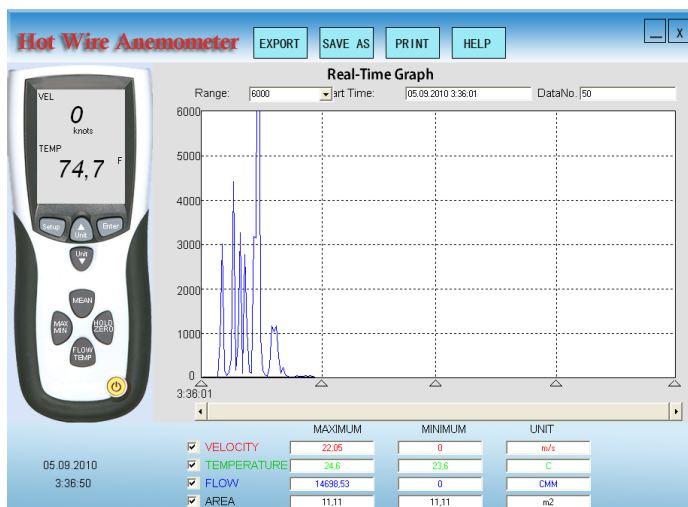 Hot Wire Anemometer EXPORT SAVE AS PRINT HELP _ X
Real-Time Graph
Range: 6000 art Time: 05.09.2010 3:36:01 DataNo. 50
VEL
0
knots
TEMP
74,7 F
Setup Unit Enter
Unit
MEAN
MAX MIN HOLD ZERO
FLOW TEMP
6000
5000
4000
3000
2000
1000
0
3:36:01
MAXIMUM MINIMUM UNIT
VELOCITY 22,05 0 m/s
TEMPERATURE 24,6 23,6 C
FLOW 14698,53 0 CMM
AREA 11,11 11,11 m2
05.09.2010
3:36:50